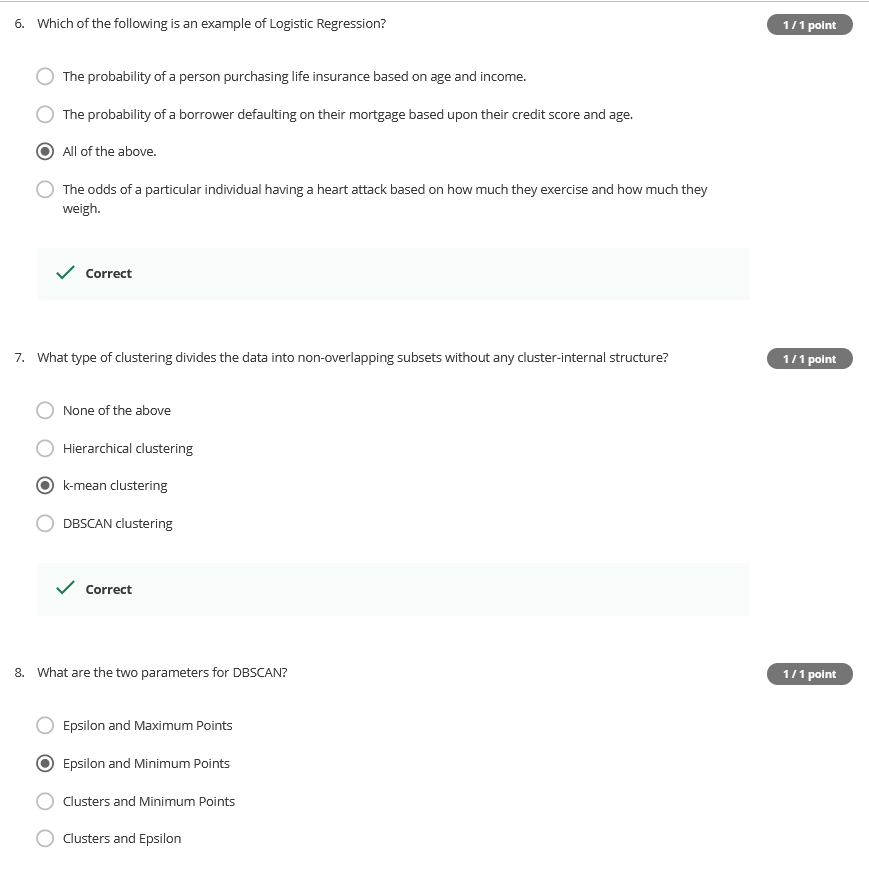 6. Which of the following is an example of Logistic Regression?
1 / 1 point
The probability of a person purchasing life insurance based on age and income.
The probability of a borrower defaulting on their mortgage based upon their credit score and age.
All of the above.
The odds of a particular individual having a heart attack based on how much they exercise and how much they
weigh.
Correct
7. What type of clustering divides the data into non-overlapping subsets without any cluster-internal structure?
1 / 1 point
None of the above
Hierarchical clustering
k-mean clustering
DBSCAN clustering
Correct
8. What are the two parameters for DBSCAN?
1 / 1 point
Epsilon and Maximum Points
Epsilon and Minimum Points
Clusters and Minimum Points
Clusters and Epsilon